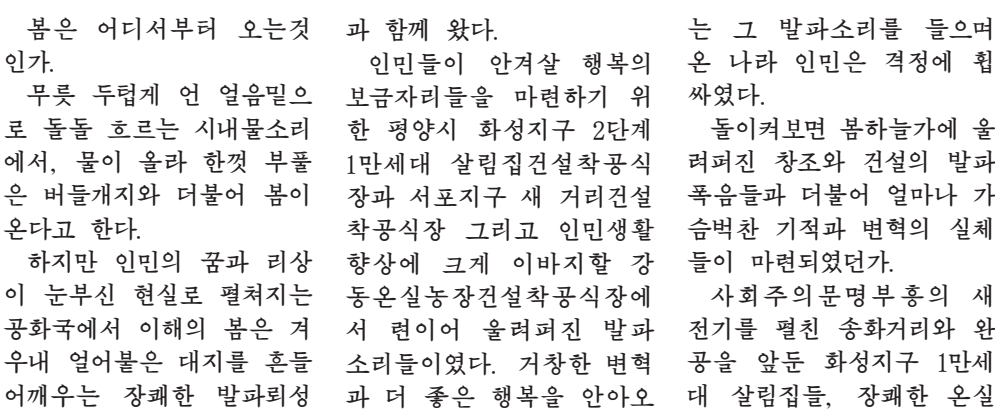 봄은 어디서부터 오는것
인가.
무릇 두텁게 언 얼음밑으
로 돌돌 흐르는 시내물소리
에서, 물이 올라 한껏 부풀
은 버들개지와 더불어 봄이
온다고 한다.
하지만 인민의 꿈과 리상
이 눈부신 현실로 펼쳐지는
공화국에서 이해의 봄은 겨
우내 얼어붙은 대지를 흔들
어깨우는 장쾌한 발파퇴성
과 함께 왔다.
인민들이 안겨살 행복의
보금자리들을 마련하기 위
한 평양시 화성지구 2단계
1만세대 살림집건설착공식
장과 서포지구 새 거리건설
착공식장 그리고 인민생활
향상에 크게 이바지할 강
동온실농장건설착공식장에
서 련이어 울려퍼진 발파
소리들이였다. 거창한 변혁
과 더 좋은 행복을 안아오
는 그 발파소리를 들으며
온 나라 인민은 격정에 휩
싸였다.
돌이켜보면 봄하늘가에 울
려퍼진 창조와 건설의 발파
폭음들과 더불어 얼마나 가
슴벅찬 기적과 변혁의 실체
들이 마련되였던가.
사회주의문명부흥의 새
전기를 펼친 송화거리와 완
공을 앞둔 화성지구 1만세
대 살림집들, 장쾌한 온실